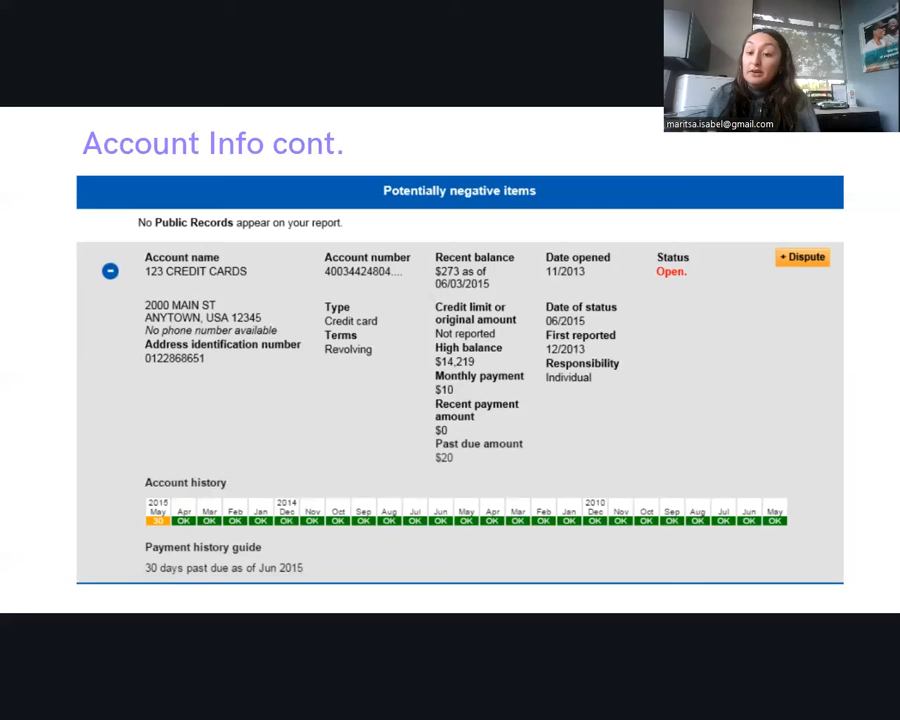 maritsa.isabel@gmail.com
Account Info cont.
Potentially negative items
No Public Records appear on your report.
Account name
123 CREDIT CARDS
2000 MAIN ST
ANYTOWN, USA 12345
No phone number available
Address identification number
0122868651
Account number
40034424804....
Type
Credit card
Terms
Revolving
Recent balance
$273 as of
06/03/2015
Credit limit or
original amount
Not reported
High balance
$14,219
Monthly payment
$10
Recent payment
amount
$0
Past due amount
$20
Date opened
11/2013
Date of status
06/2015
First reported
12/2013
Responsibility
Individual
Status
Open.
+ Dispute
Account history
2015 2014 2010
May Apr Mar Feb Jan Dec Nov Oct Sep Aug Jul Jun May Apr Mar Feb Jan Dec Nov Oct Sep Aug Jul Jun May
30 OK OK OK OK OK OK OK OK OK OK OK OK OK OK OK OK OK OK OK OK OK OK OK OK
Payment history guide
30 days past due as of Jun 2015